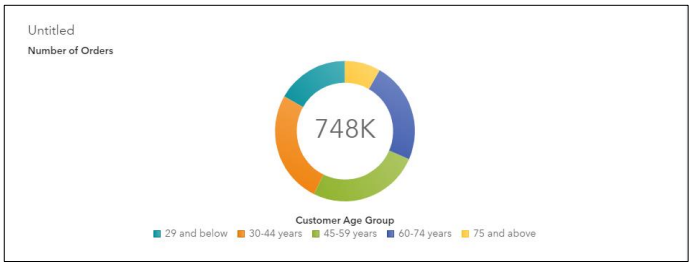 Untitled
Number of Orders
748K
Customer Age Group
29 and below 30-44 years 45-59 years 60-74 years 75 and above